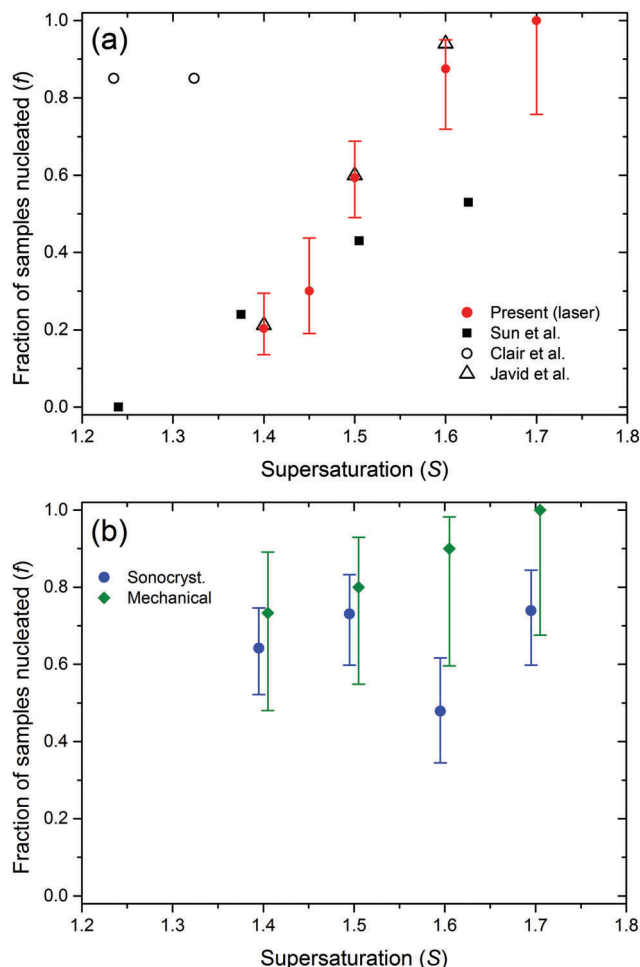 (a)
Fraction of samples nucleated (f)
1.0
0.8
0.6
0.4
0.2
0.0
Present (laser)
Sun et al.
Clair et al.
Javid et al.
1.2 1.3 1.4 1.5 1.6 1.7 1.8
Supersaturation (S)
(b)
Fraction of samples nucleated (f)
1.0
0.8
0.6
0.4
0.2
0.0
Sonocryst.
Mechanical
1.2 1.3 1.4 1.5 1.6 1.7 1.8
Supersaturation (S)